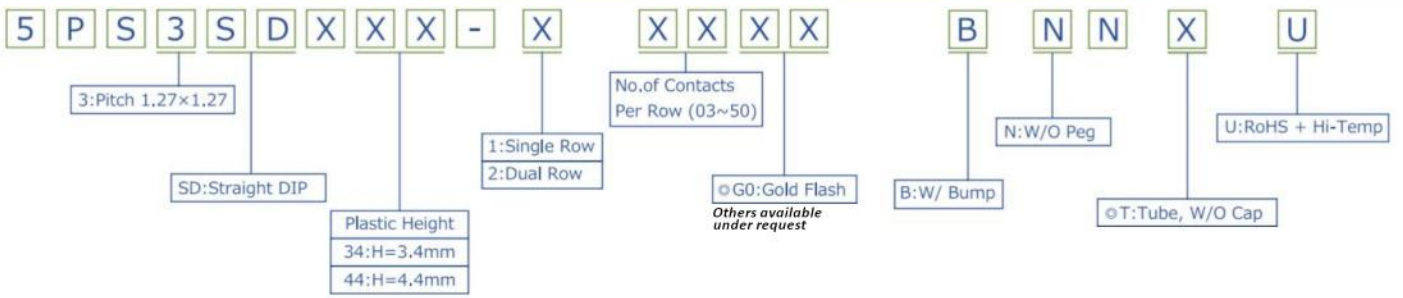 5 P S 3 S D X X X - X X X X X B N N X U
3:Pitch 1.27×1.27
No.of Contacts
Per Row (03~50)
N:W/O Peg
U:RoHS + Hi-Temp
1:Single Row
2:Dual Row
SD:Straight DIP
◎G0:Gold Flash
B:W/ Bump
Others available
under request
◎T:Tube, W/O Cap
Plastic Height
34:H=3.4mm
44:H=4.4mm